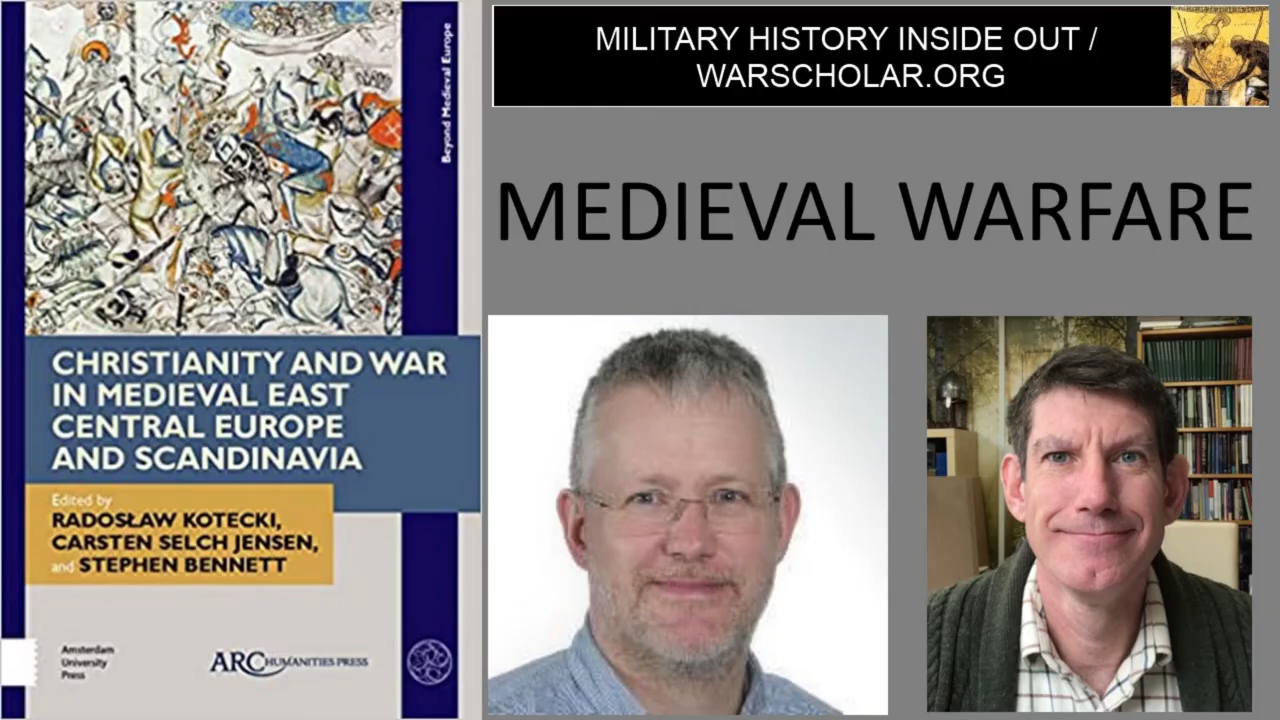 Beyond Medieval Europe
CHRISTIANITY AND WAR
IN MEDIEVAL EAST
CENTRAL EUROPE
AND SCANDINAVIA
Edited by
RADOSŁAW KOTECKI,
CARSTEN SELCH JENSEN,
and STEPHEN BENNETT
Amsterdam
University
Press
ARC HUMANITIES PRESS
MILITARY HISTORY INSIDE OUT /
WARSCHOLAR.ORG
MEDIEVAL WARFARE